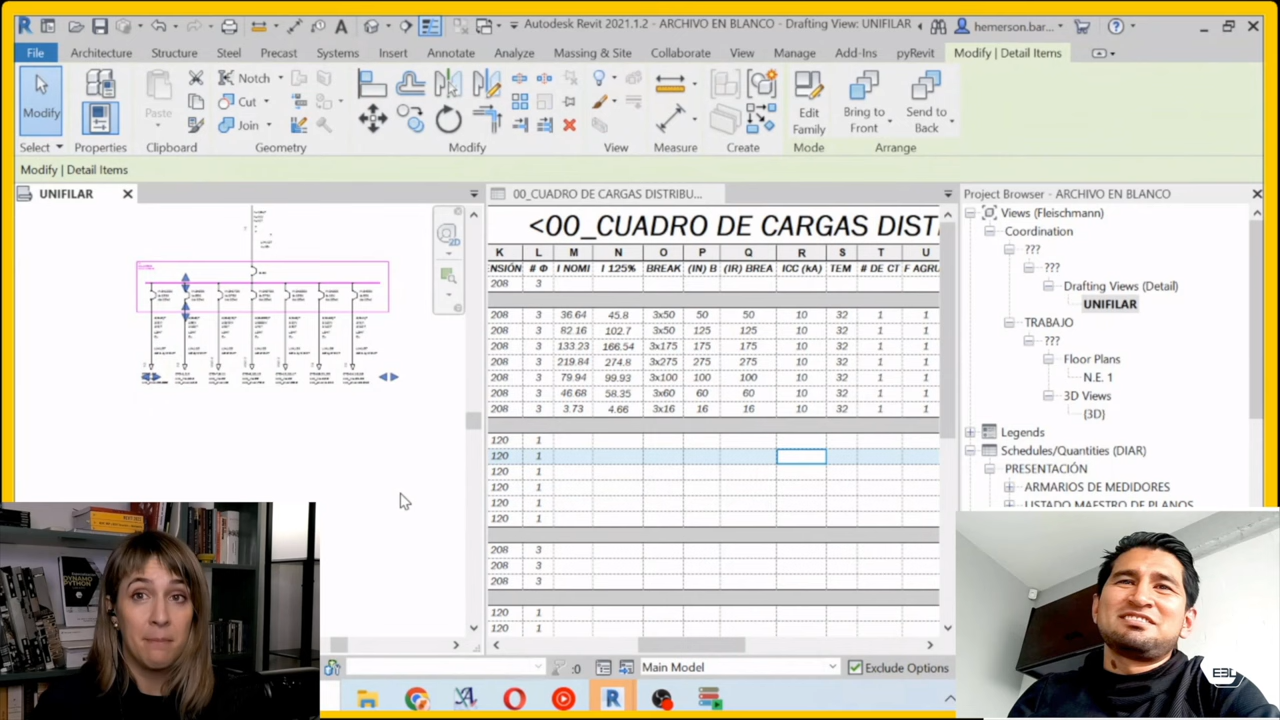 Autodesk Revit 2021.1.2 - ARCHIVO EN BLANCO - Drafting View: UNIFILAR
hemerson.bar...
File Architecture Structure Steel Precast Systems Insert Annotate Analyze Massing & Site Collaborate View Manage Add-Ins pyRevit Modify | Detail Items
Modify
Notch
Cut
Join
Paste
Edit
Family
Bring to
Front
Send to
Back
Select Properties Clipboard Geometry Modify View Measure Create Mode Arrange
Modify | Detail Items
UNIFILAR
00_CUADRO DE CARGAS DISTRIBU...
Project Browser - ARCHIVO EN BLANCO
<00_CUADRO DE CARGAS DISTRI
K L M N O P Q R S T U
ENSIÓN # Φ I NOMI I 125% BREAK (IN) B (IR) BREA ICC (kA) TEM # DE CT F AGRU
208 3
208 3 36.64 45.8 3x50 50 50 10 32 1 1
208 3 82.16 102.7 3x50 125 125 10 32 1 1
208 3 133.23 166.54 3x175 175 175 10 32 1 1
208 3 219.84 274.8 3x275 275 275 10 32 1 1
208 3 79.94 99.93 3x100 100 100 10 32 1 1
208 3 46.68 58.35 3x60 60 60 10 32 1 1
208 3 3.73 4.66 3x16 16 16 10 32 1 1
120 1
120 1
120 1
120 1
120 1
120 1
208 3
208 3
208 3
120 1
120 1
Views (Fleischmann)
Coordination
???
???
Drafting Views (Detail)
UNIFILAR
TRABAJO
???
Floor Plans
N.E. 1
3D Views
{3D}
Legends
Schedules/Quantities (DIAR)
PRESENTACIÓN
ARMARIOS DE MEDIDORES
LISTADO MAESTRO DE PLANOS
:0
Main Model
Exclude Options
DYNAMO
PYTHON
E3L